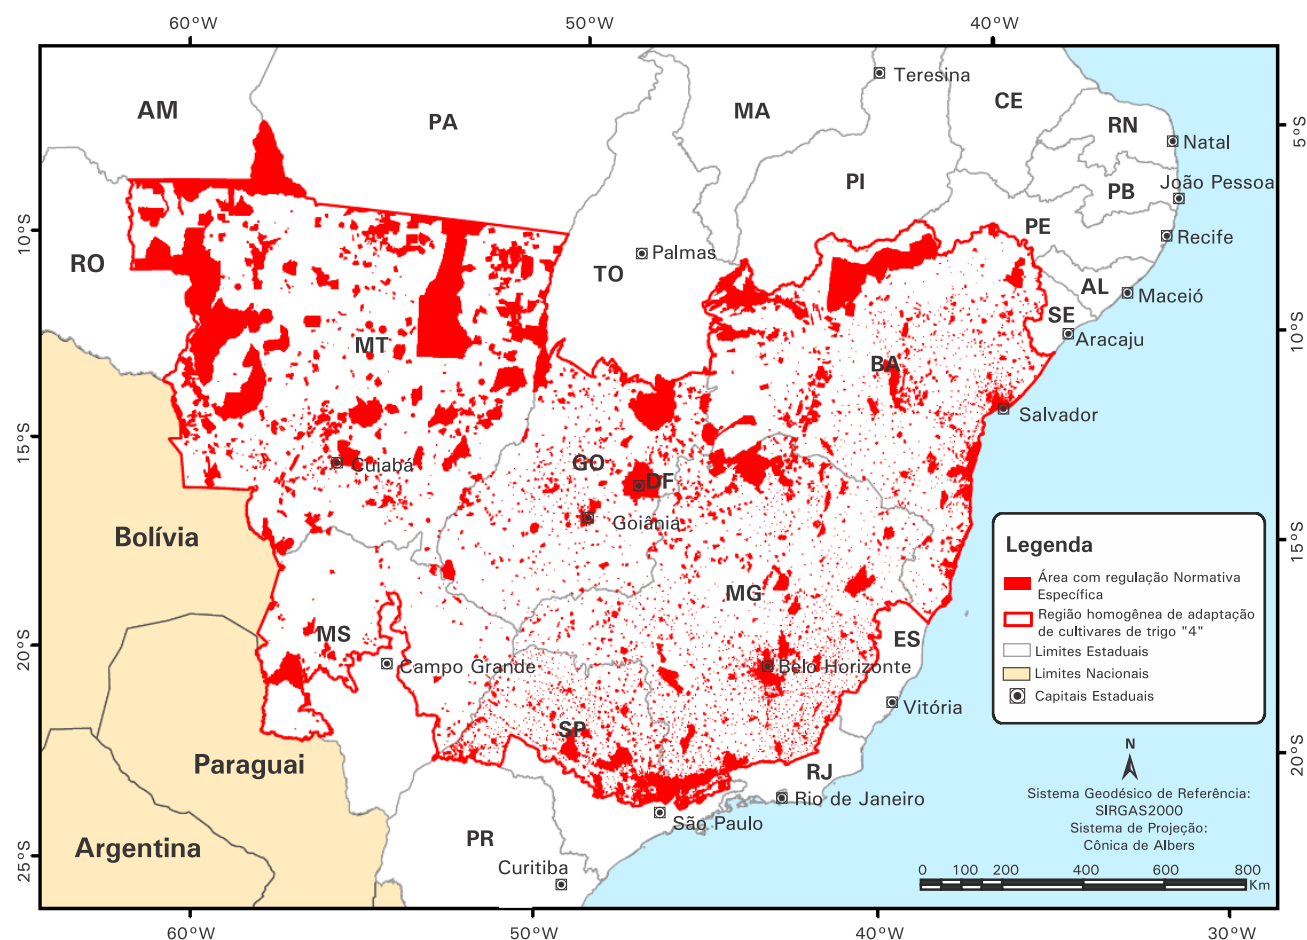 60°W 50°W 40°W
AM
PA
MA
Teresina
CE
RN
Natal
5°S
PI
PB
João Pessoa
10°S
RO
TO
Palmas
PE
Recife
AL
Maceió
SE
Aracaju
10°S
MT
BA
Salvador
15°S
Cuiabá
GO
DF
Goiânia
Bolívia
15°S
MG
MS
ES
20°S
Campo Grande
Belo Horizonte
Vitória
SP
Paraguai
RJ
Rio de Janeiro
São Paulo
20°S
Argentina
PR
Curitiba
25°S
Legenda
Área com regulação Normativa
Específica
Região homogênea de adaptação
de cultivares de trigo "4"
Limites Estaduais
Limites Nacionais
Capitais Estaduais
N
Sistema Geodésico de Referência:
SIRGAS2000
Sistema de Projeção:
Cônica de Albers
0 100 200 400 600 800
Km
60°W 50°W 40°W 30°W